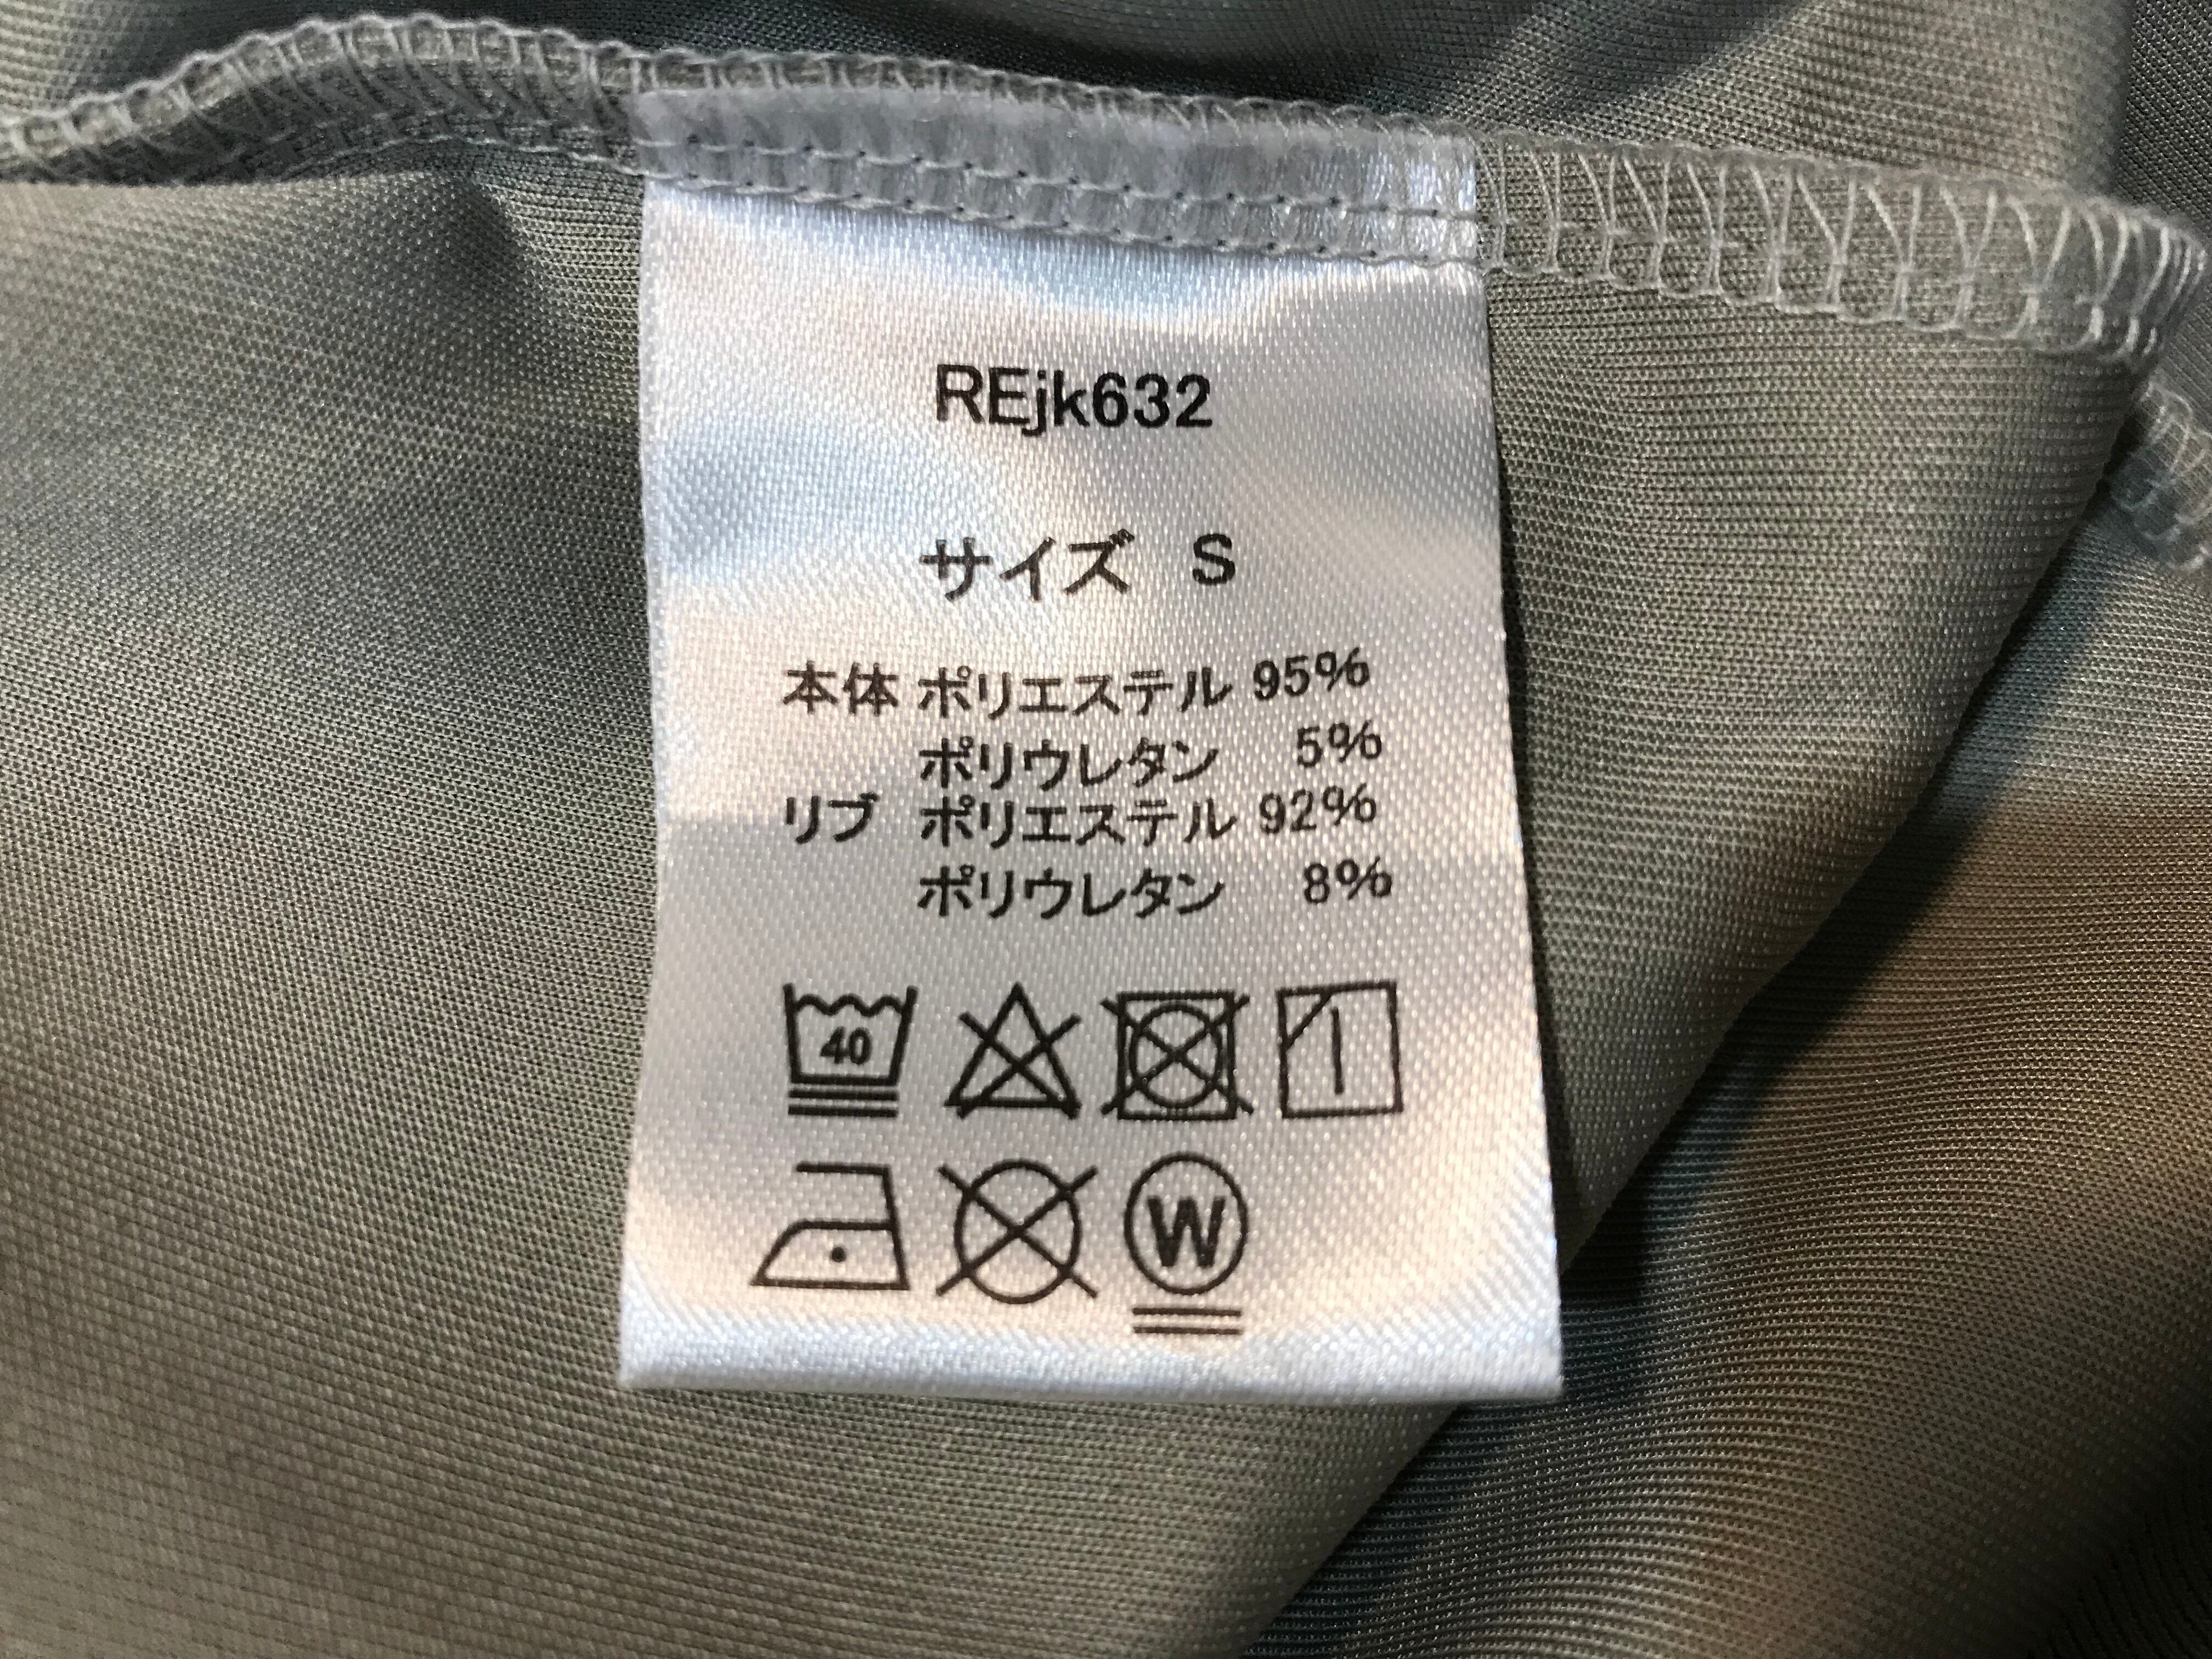 REjk632
サイズ S
本体 ポリエステル 95%
ポリウレタン 5%
リブ ポリエステル 92%
ポリウレタン 8%
40
W